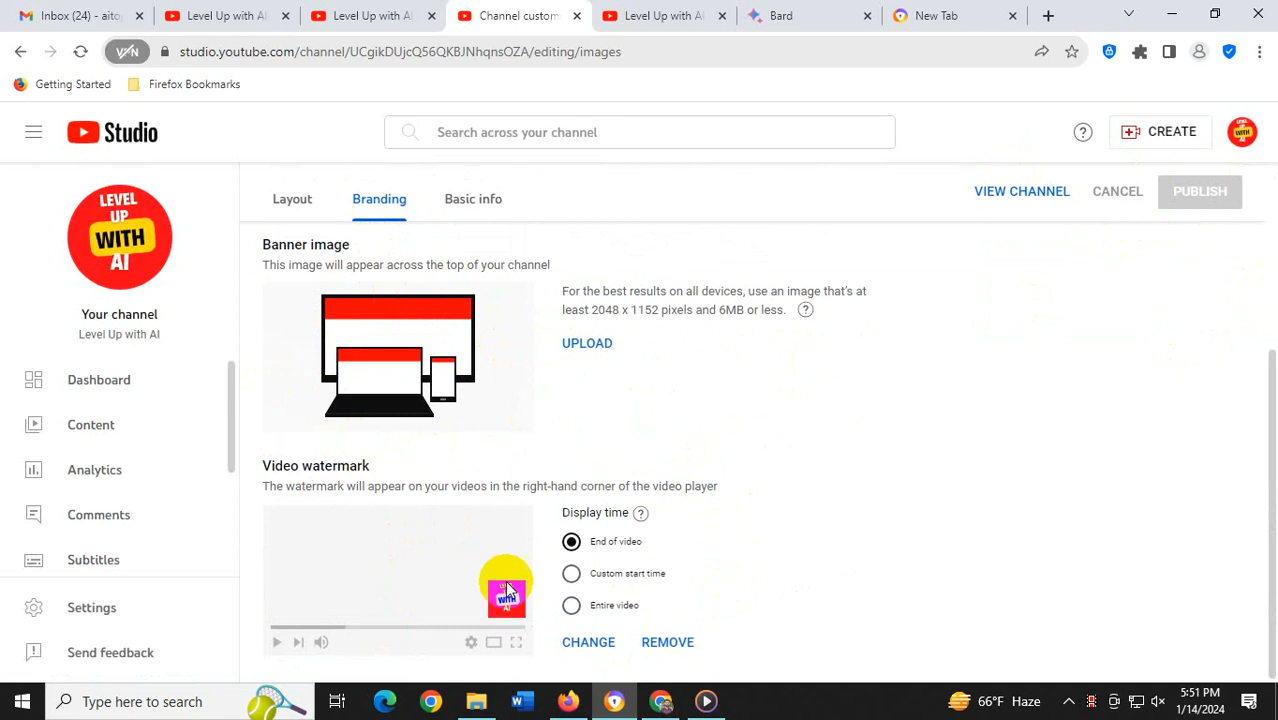 Inbox (24) - aito
Level Up with AI
Level Up with AI
Channel custom
Level Up with AI
Bard
New Tab
studio.youtube.com/channel/UCgikDUjcQ56QKBJNhqnsOZA/editing/images
Getting Started
Firefox Bookmarks
Studio
Search across your channel
CREATE
LEVEL
UP
WITH
AI
Layout
Branding
Basic info
VIEW CHANNEL
CANCEL
PUBLISH
Your channel
Level Up with AI
Dashboard
Content
Analytics
Comments
Subtitles
Settings
Send feedback
Banner image
This image will appear across the top of your channel
For the best results on all devices, use an image that's at
least 2048 x 1152 pixels and 6MB or less.
UPLOAD
Video watermark
The watermark will appear on your videos in the right-hand corner of the video player
WITH
AI
Display time
End of video
Custom start time
Entire video
CHANGE
REMOVE
Type here to search
66°F Haze
5:51 PM
1/14/2024